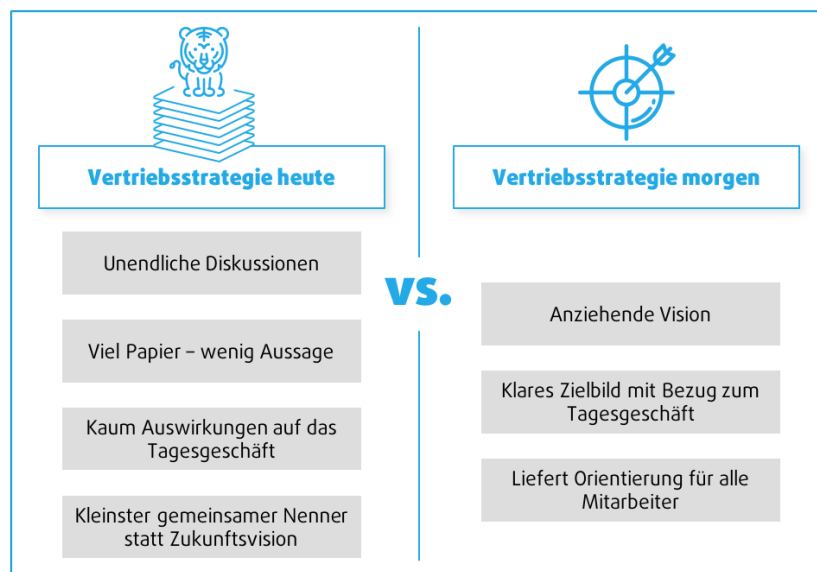 Vertriebsstrategie heute
Unendliche Diskussionen
Viel Papier – wenig Aussage
Kaum Auswirkungen auf das
Tagesgeschäft
Kleinster gemeinsamer Nenner
statt Zukunftsvision
vs.
Vertriebsstrategie morgen
Anziehende Vision
Klares Zielbild mit Bezug zum
Tagesgeschäft
Liefert Orientierung für alle
Mitarbeiter